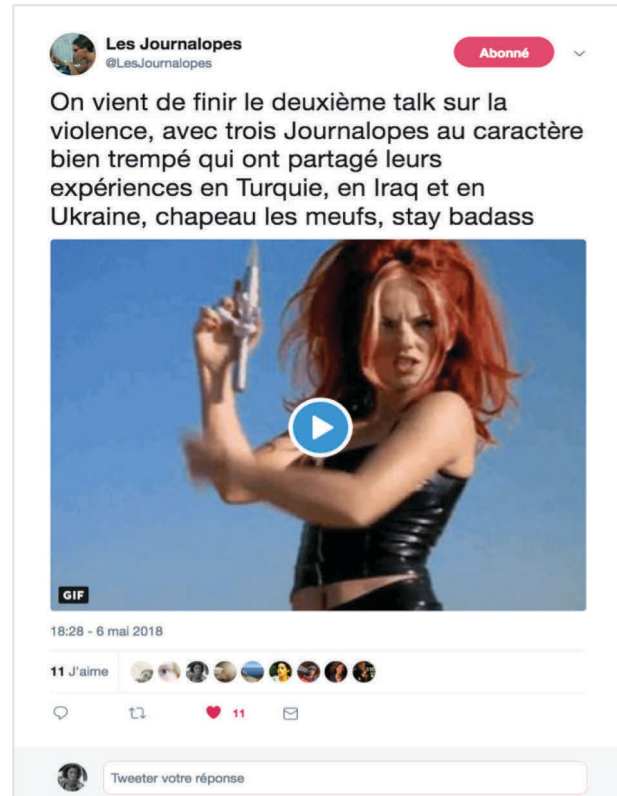 Les Journalopes
@LesJournalopes
Abonné
On vient de finir le deuxième talk sur la
violence, avec trois Journalopes au caractère
bien trempé qui ont partagé leurs
expériences en Turquie, en Iraq et en
Ukraine, chapeau les meufs, stay badass
GIF
18:28 - 6 mai 2018
11 J'aime
11
Tweeter votre réponse